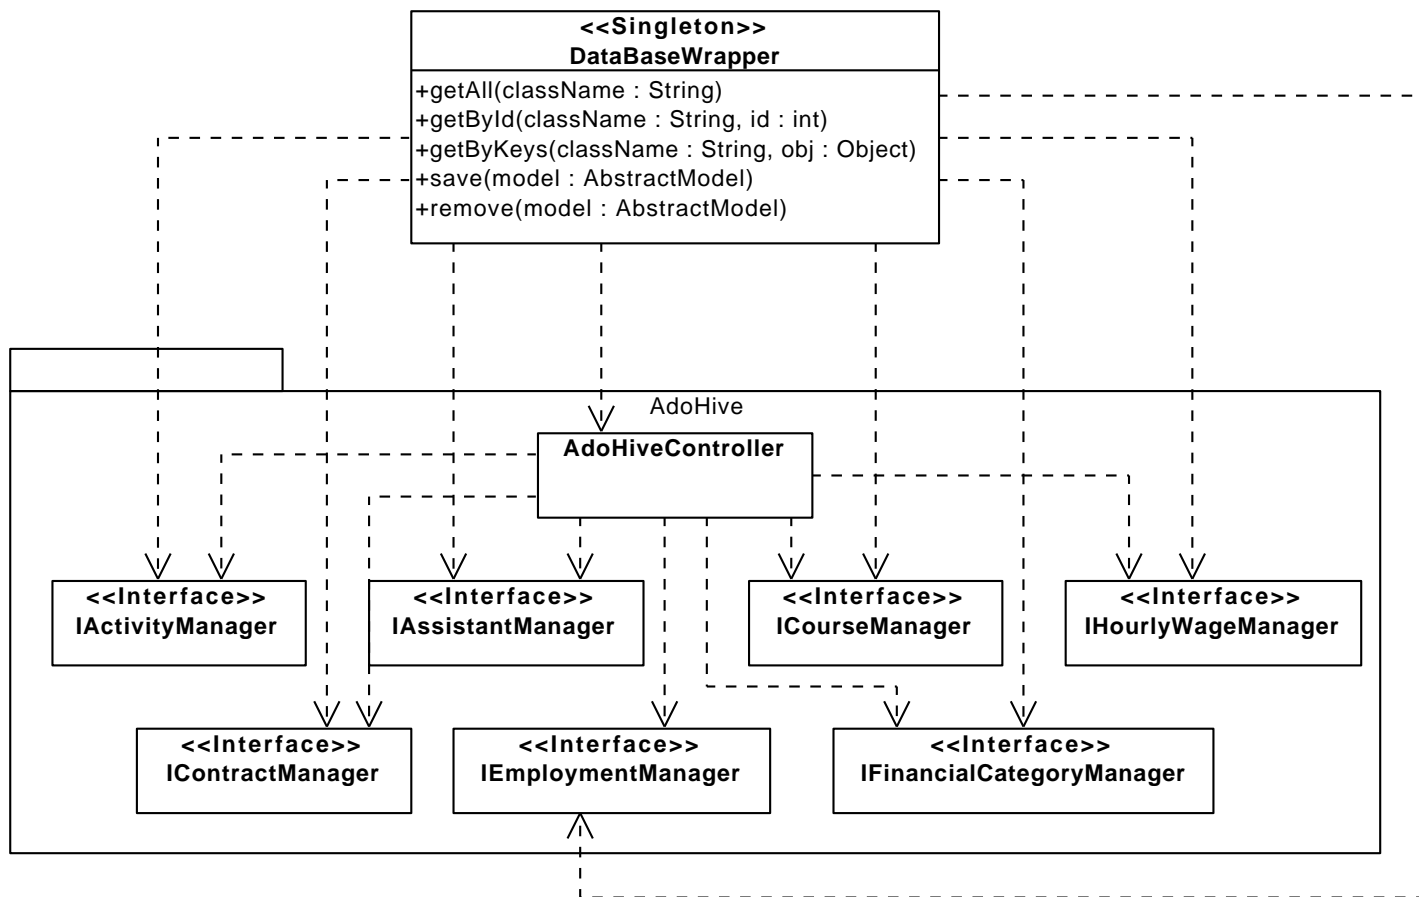 <<Singleton>>
DataBaseWrapper
+getAll(className : String)
+getById(className : String, id : int)
+getByKeys(className : String, obj : Object)
+save(model : AbstractModel)
+remove(model : AbstractModel)
AdoHive
AdoHiveController
<<Interface>>
IActivityManager
<<Interface>>
IAssistantManager
<<Interface>>
ICourseManager
<<Interface>>
IHourlyWageManager
<<Interface>>
IContractManager
<<Interface>>
IEmploymentManager
<<Interface>>
IFinancialCategoryManager